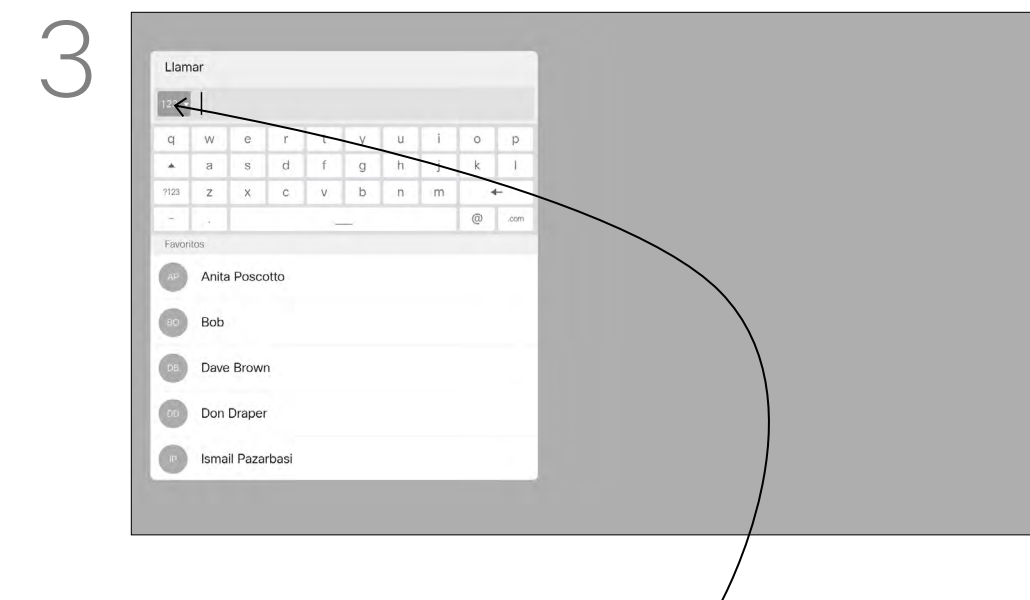 3
Llamar
q w e r t y u i o p
a s d f g h j k l
?123 z x c v b n m
- . @ .com
Favoritos
AP Anita Poscotto
BO Bob
DB Dave Brown
DD Don Draper
IP Ismail Pazarbasi